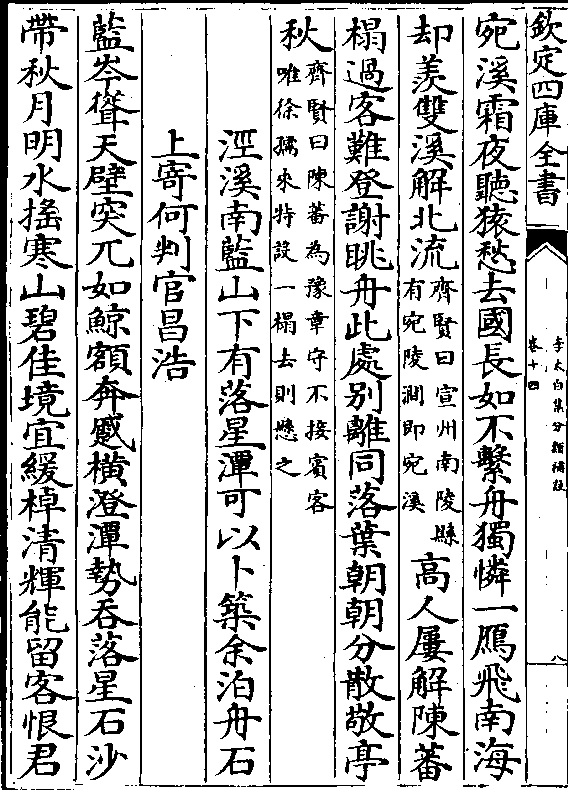 欽定四庫全書
李太白集分類補註
卷十四
八
宛溪霜夜聽猿愁去國長如不繫舟獨憐一鴈飛南海
却羨雙溪解北流
齊賢曰宣州南陵縣
有宛陵澗即宛溪
高人屢解陳蕃
榻過客難登謝朓舟此處別離同落葉朝朝分散敬亭
秋
齊賢曰陳蕃為豫章守不接賓客
唯徐孺來特設一榻去則懸之
涇溪南藍山下有落星潭可以卜築余泊舟石
上寄何判官昌浩
藍岑聳天壁突兀如鯨額奔蹙橫澄潭勢吞落星石沙
帶秋月明水搖寒山碧佳境宜緩棹清輝能留客恨君